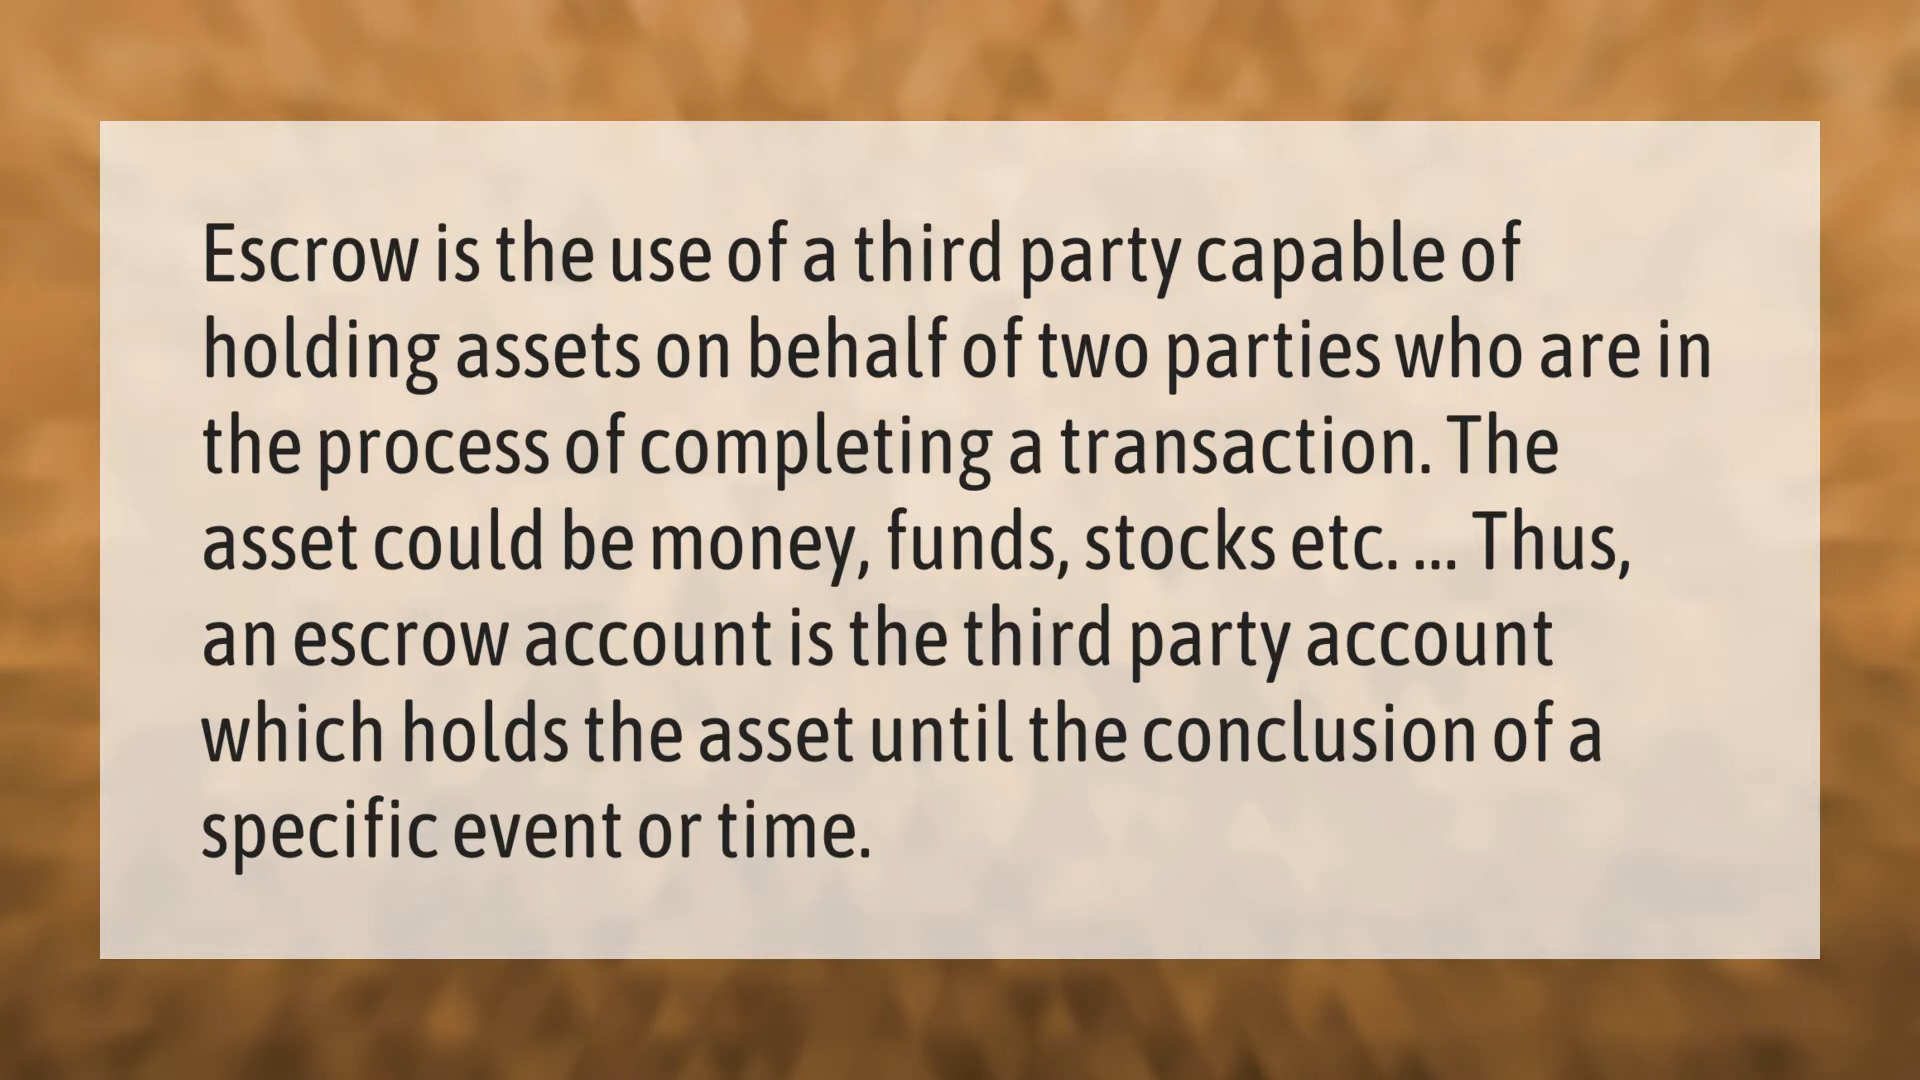 Escrow is the use of a third party capable of
holding assets on behalf of two parties who are in
the process of completing a transaction. The
asset could be money, funds, stocks etc. ... Thus,
an escrow account is the third party account
which holds the asset until the conclusion of a
specific event or time.